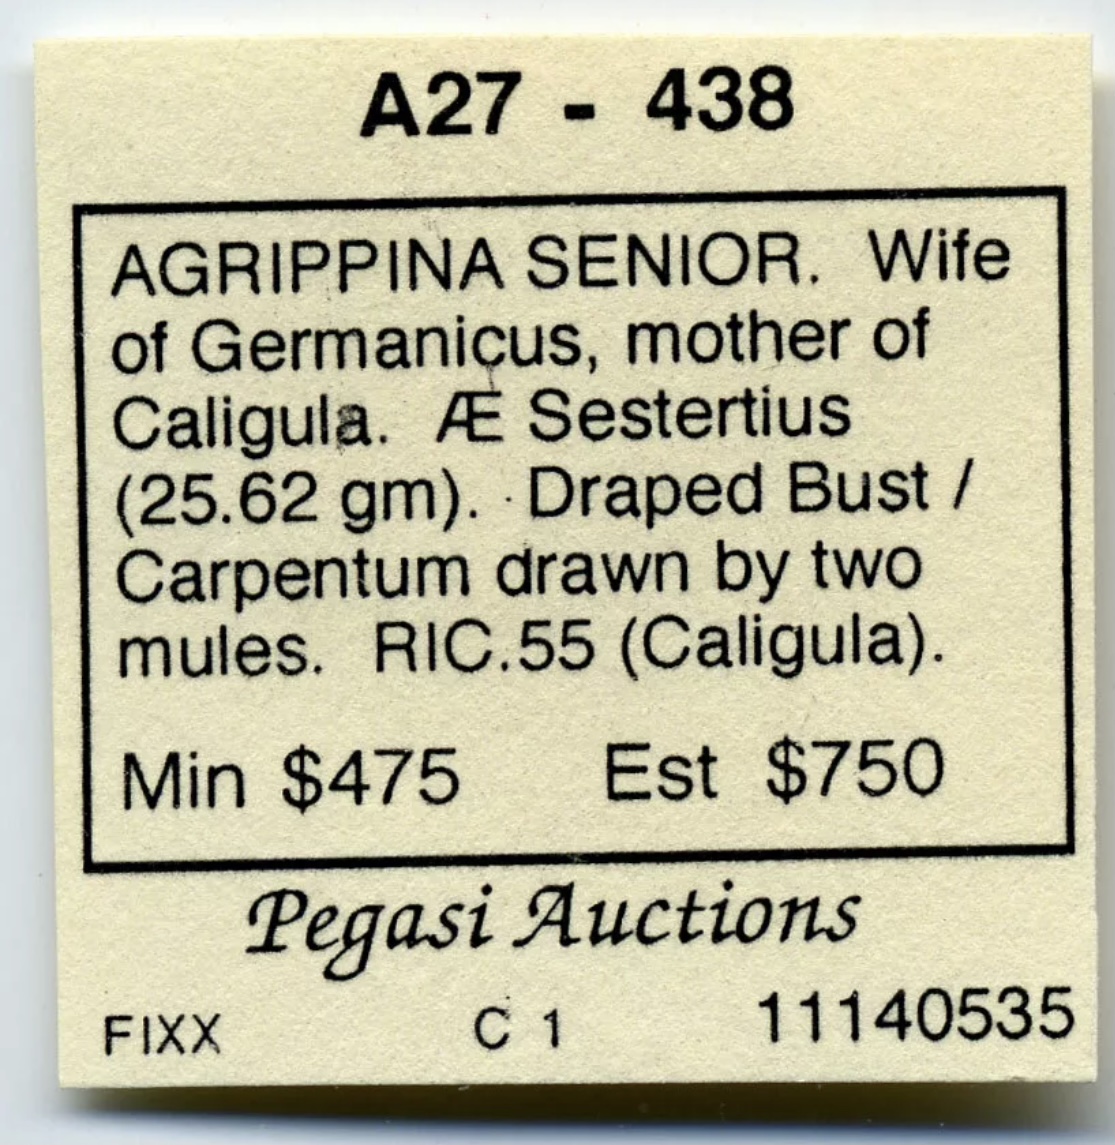 A27 - 438
AGRIPPINA SENIOR. Wife
of Germanicus, mother of
Caligula. Æ Sestertius
(25.62 gm). Draped Bust /
Carpentum drawn by two
mules. RIC.55 (Caligula).
Min $475 Est $750
Pegasi Auctions
FIXX C 1 11140535